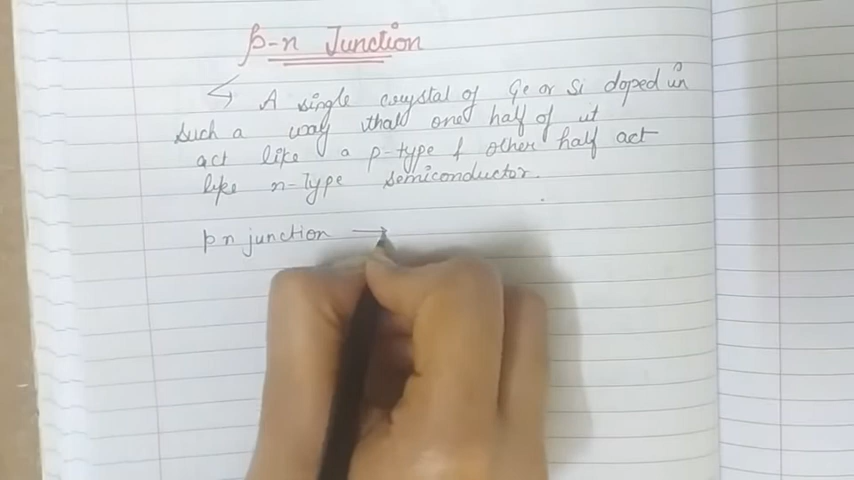 p-n Junction
↳ A single crystal of Ge or Si doped in
such a way that one half of it
act like a p-type & other half act
like n-Type semiconductor.
pn junction →